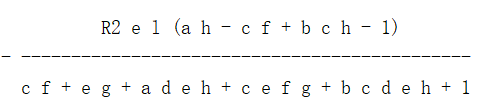 R2 e l (a h - c f + b c h - 1)
- ---------------------------------------------
c f + e g + a d e h + c e f g + b c d e h + 1